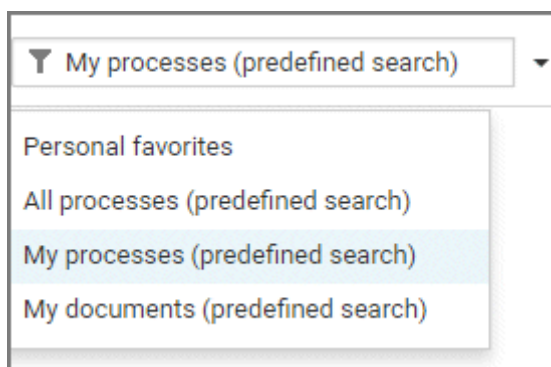 My processes (predefined search)
Personal favorites
All processes (predefined search)
My processes (predefined search)
My documents (predefined search)